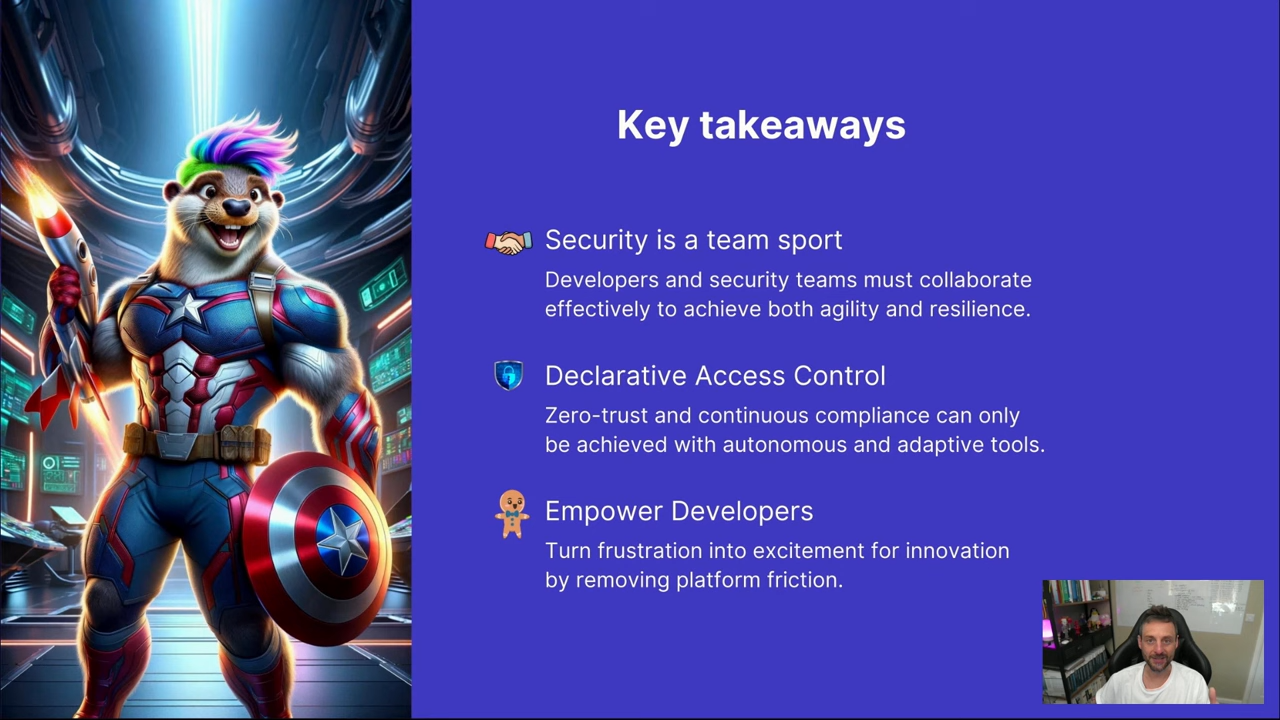 Key takeaways
Security is a team sport
Developers and security teams must collaborate
effectively to achieve both agility and resilience.
Declarative Access Control
Zero-trust and continuous compliance can only
be achieved with autonomous and adaptive tools.
Empower Developers
Turn frustration into excitement for innovation
by removing platform friction.